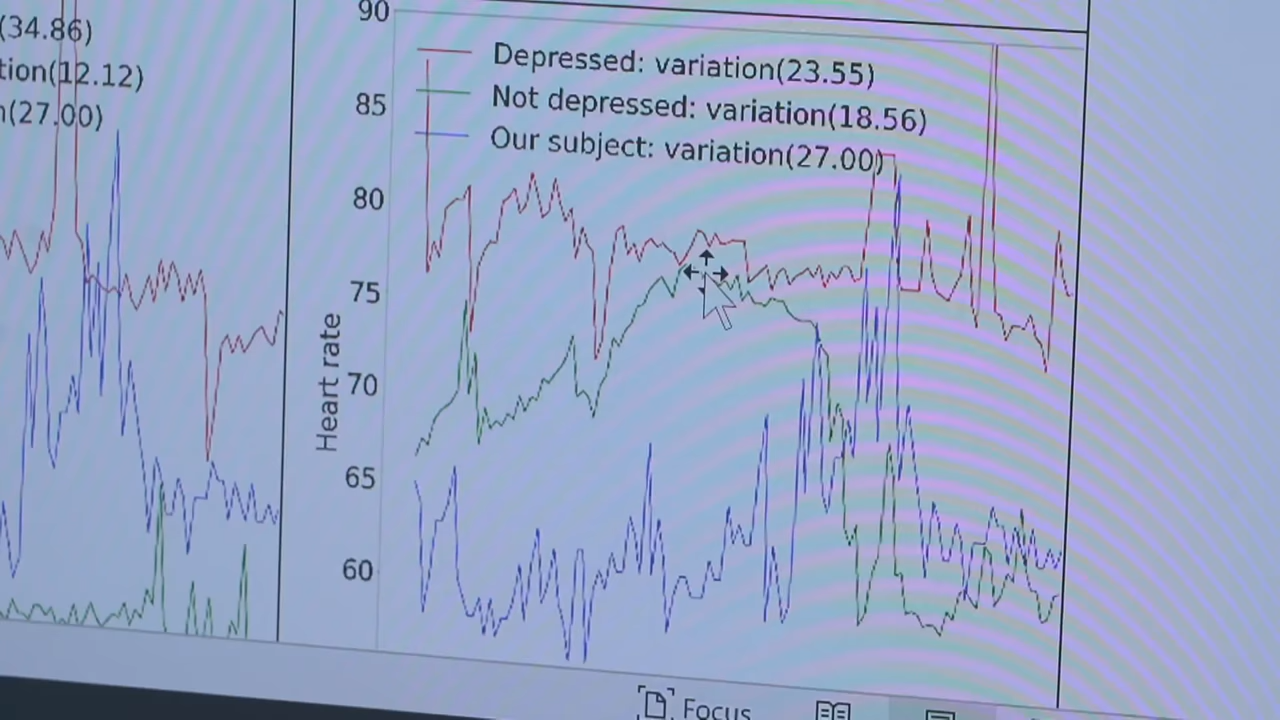 (34.86)
tion(12.12)
(27.00)
90
85
80
75
70
65
60
Heart rate
Depressed: variation(23.55)
Not depressed: variation(18.56)
Our subject: variation(27.00)
Focus